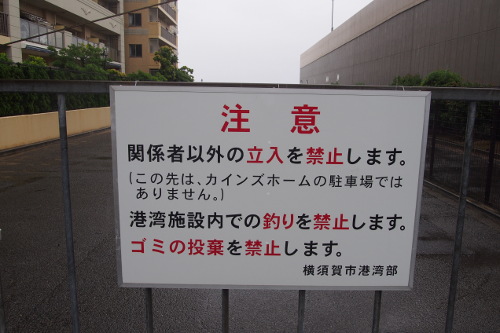 注 意
関係者以外の立入を禁止します。
(この先は、カインズホームの駐車場では
ありません。)
港湾施設内での釣りを禁止します。
ゴミの投棄を禁止します。
横須賀市港湾部